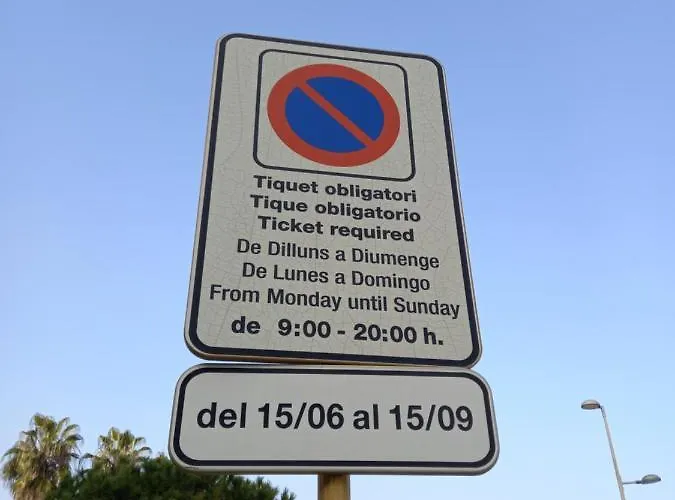 Tiquet obligatori
Tique obligatorio
Ticket required
De Dilluns a Diumenge
De Lunes a Domingo
From Monday until Sunday
de 9:00 - 20:00 h.
del 15/06 al 15/09